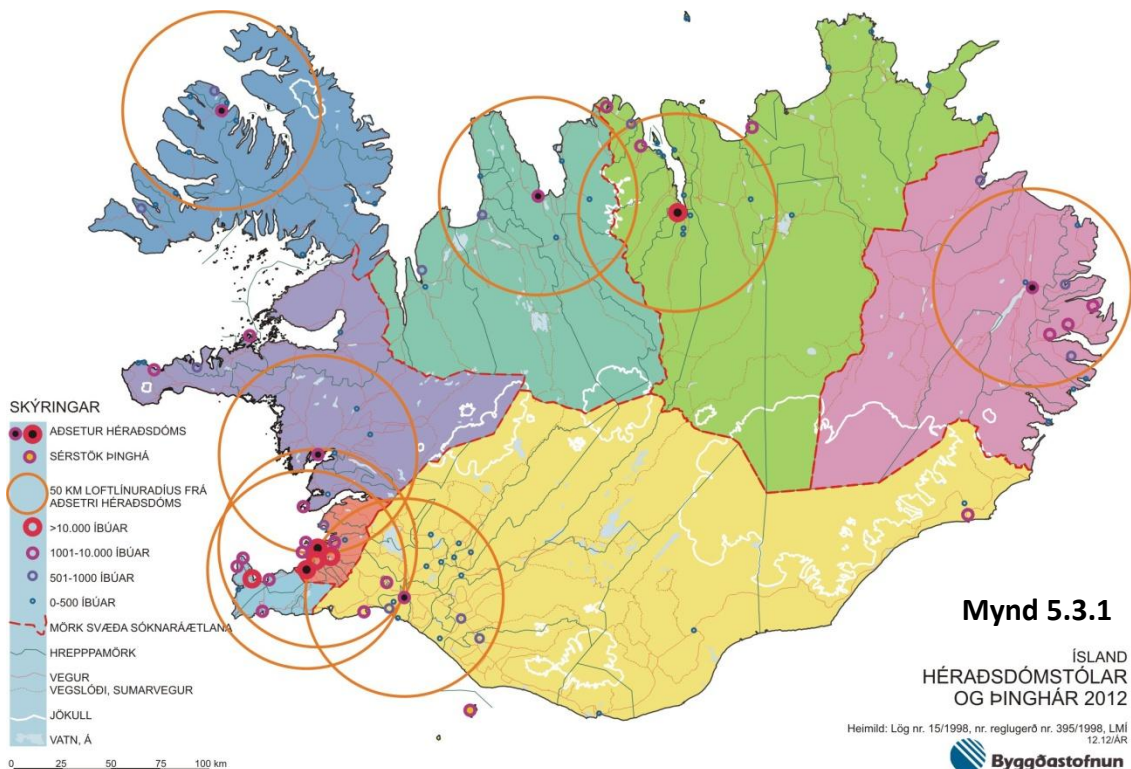 SKÝRINGAR
AÐSETUR HÉRAÐSDÓMS
SÉRSTÖK ÞINGHÁ
50 KM LOFTLÍNURADÍUS FRÁ
AÐSETRI HÉRAÐSDÓMS
>10.000 ÍBÚAR
1001-10.000 ÍBÚAR
501-1000 ÍBÚAR
0-500 ÍBÚAR
MÖRK SVÆÐA SÓKNARÁÆTLANA
HREPPPAMÖRK
VEGUR
VEGSLÓÐI, SUMARVEGUR
JÖKULL
VATN, Á
0 25 50 75 100 km
Mynd 5.3.1
ÍSLAND
HÉRAÐSDÓMSTÓLAR
OG ÞINGHÁR 2012
Heimild: Lög nr. 15/1998, nr. reglugerð nr. 395/1998, LMÍ
12.12/ÁR
Byggðastofnun